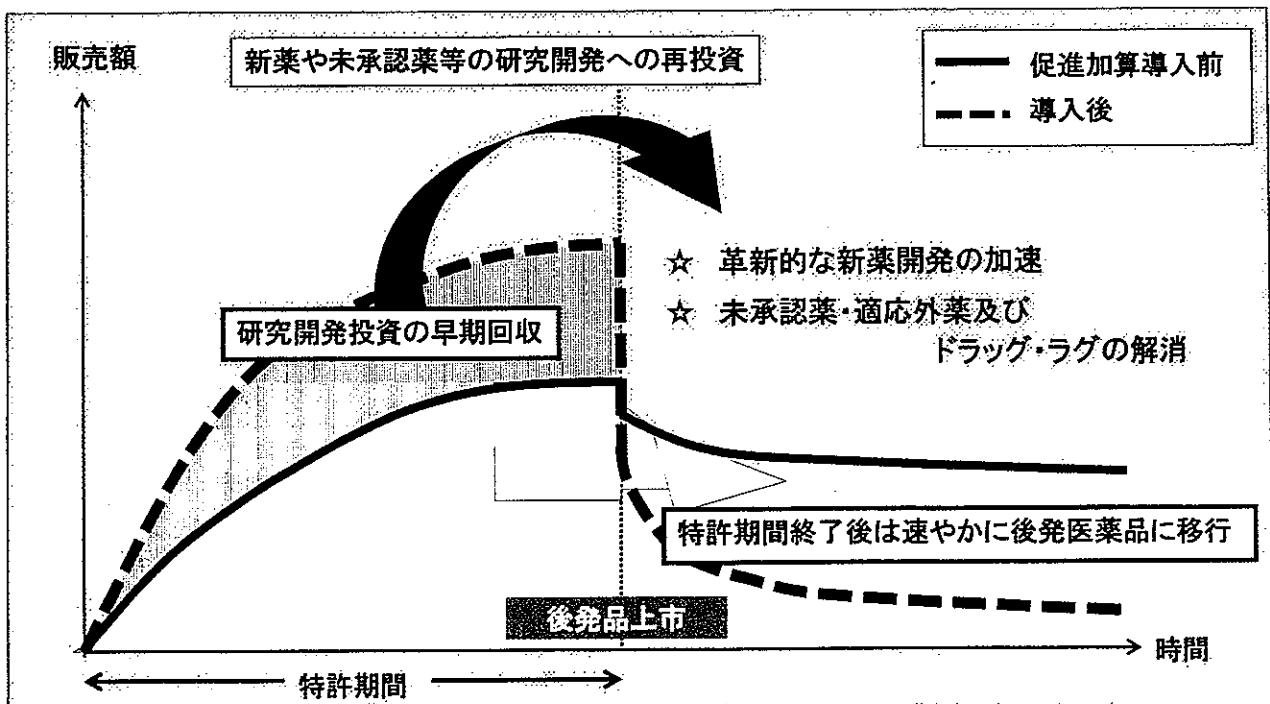 販売額
新薬や未承認薬等の研究開発への再投資
促進加算導入前
導入後
☆ 革新的な新薬開発の加速
☆ 未承認薬・適応外薬及び
ドラッグ・ラグの解消
研究開発投資の早期回収
特許期間終了後は速やかに後発医薬品に移行
後発品上市
時間
特許期間